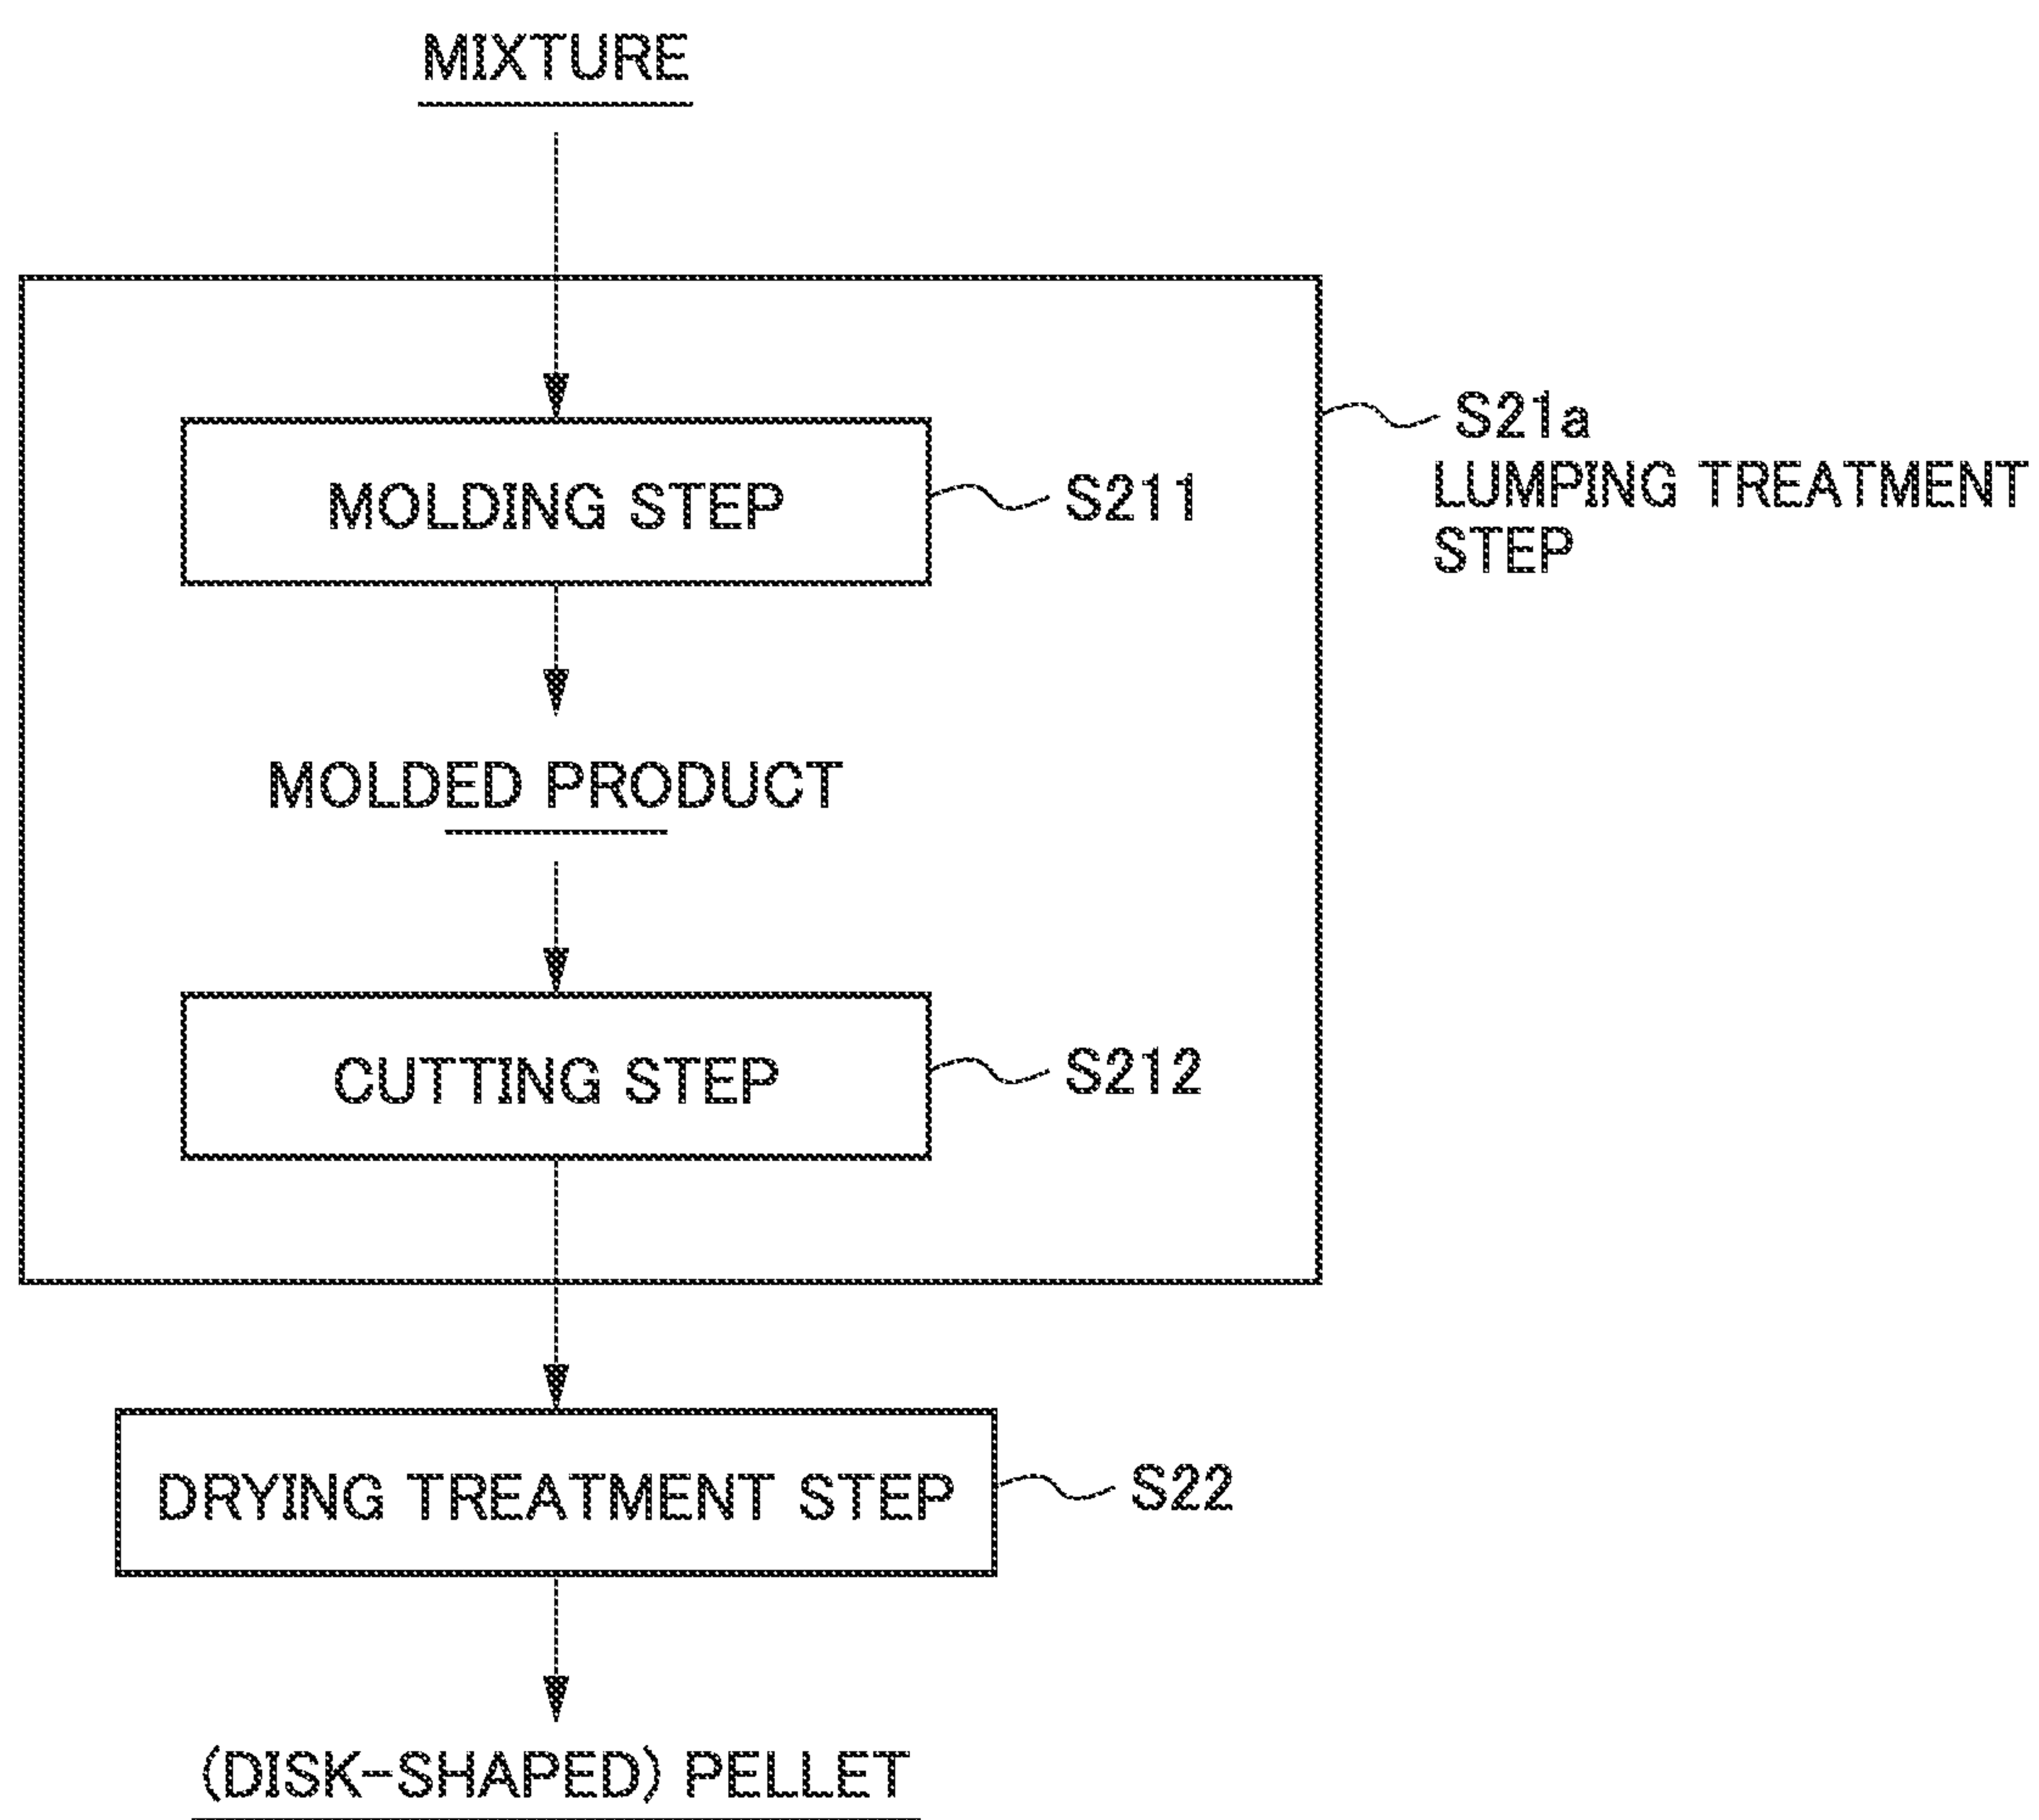 MIXTURE
S21a
LUMPING TREATMENT
STEP
MOLDING STEP
S211
MOLDED PRODUCT
CUTTING STEP
S212
DRYING TREATMENT STEP
S22
(DISK-SHAPED) PELLET